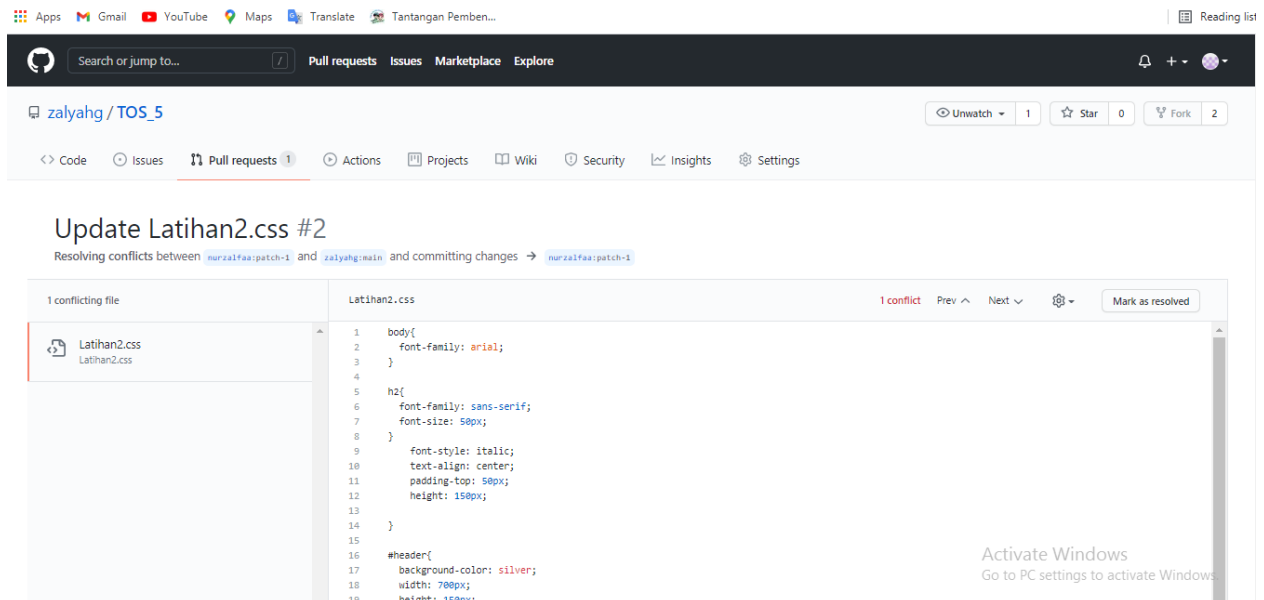 Apps Gmail YouTube Maps Translate Tantangan Pemben... Reading list
Search or jump to... / Pull requests Issues Marketplace Explore
zalyahg / TOS_5 Unwatch 1 Star 0 Fork 2
Code Issues Pull requests 1 Actions Projects Wiki Security Insights Settings
Update Latihan2.css #2
Resolving conflicts between nurzalfaa:patch-1 and zalyahg:main and committing changes → nurzalfaa:patch-1
1 conflicting file Latihan2.css 1 conflict Prev Next Mark as resolved
Latihan2.css
Latihan2.css
1 body{
2 font-family: arial;
3 }
4
5 h2{
6 font-family: sans-serif;
7 font-size: 50px;
8 }
9 font-style: italic;
10 text-align: center;
11 padding-top: 50px;
12 height: 150px;
13
14 }
15
16 #header{
17 background-color: silver;
18 width: 700px;
19 height: 150px;
Activate Windows
Go to PC settings to activate Windows.